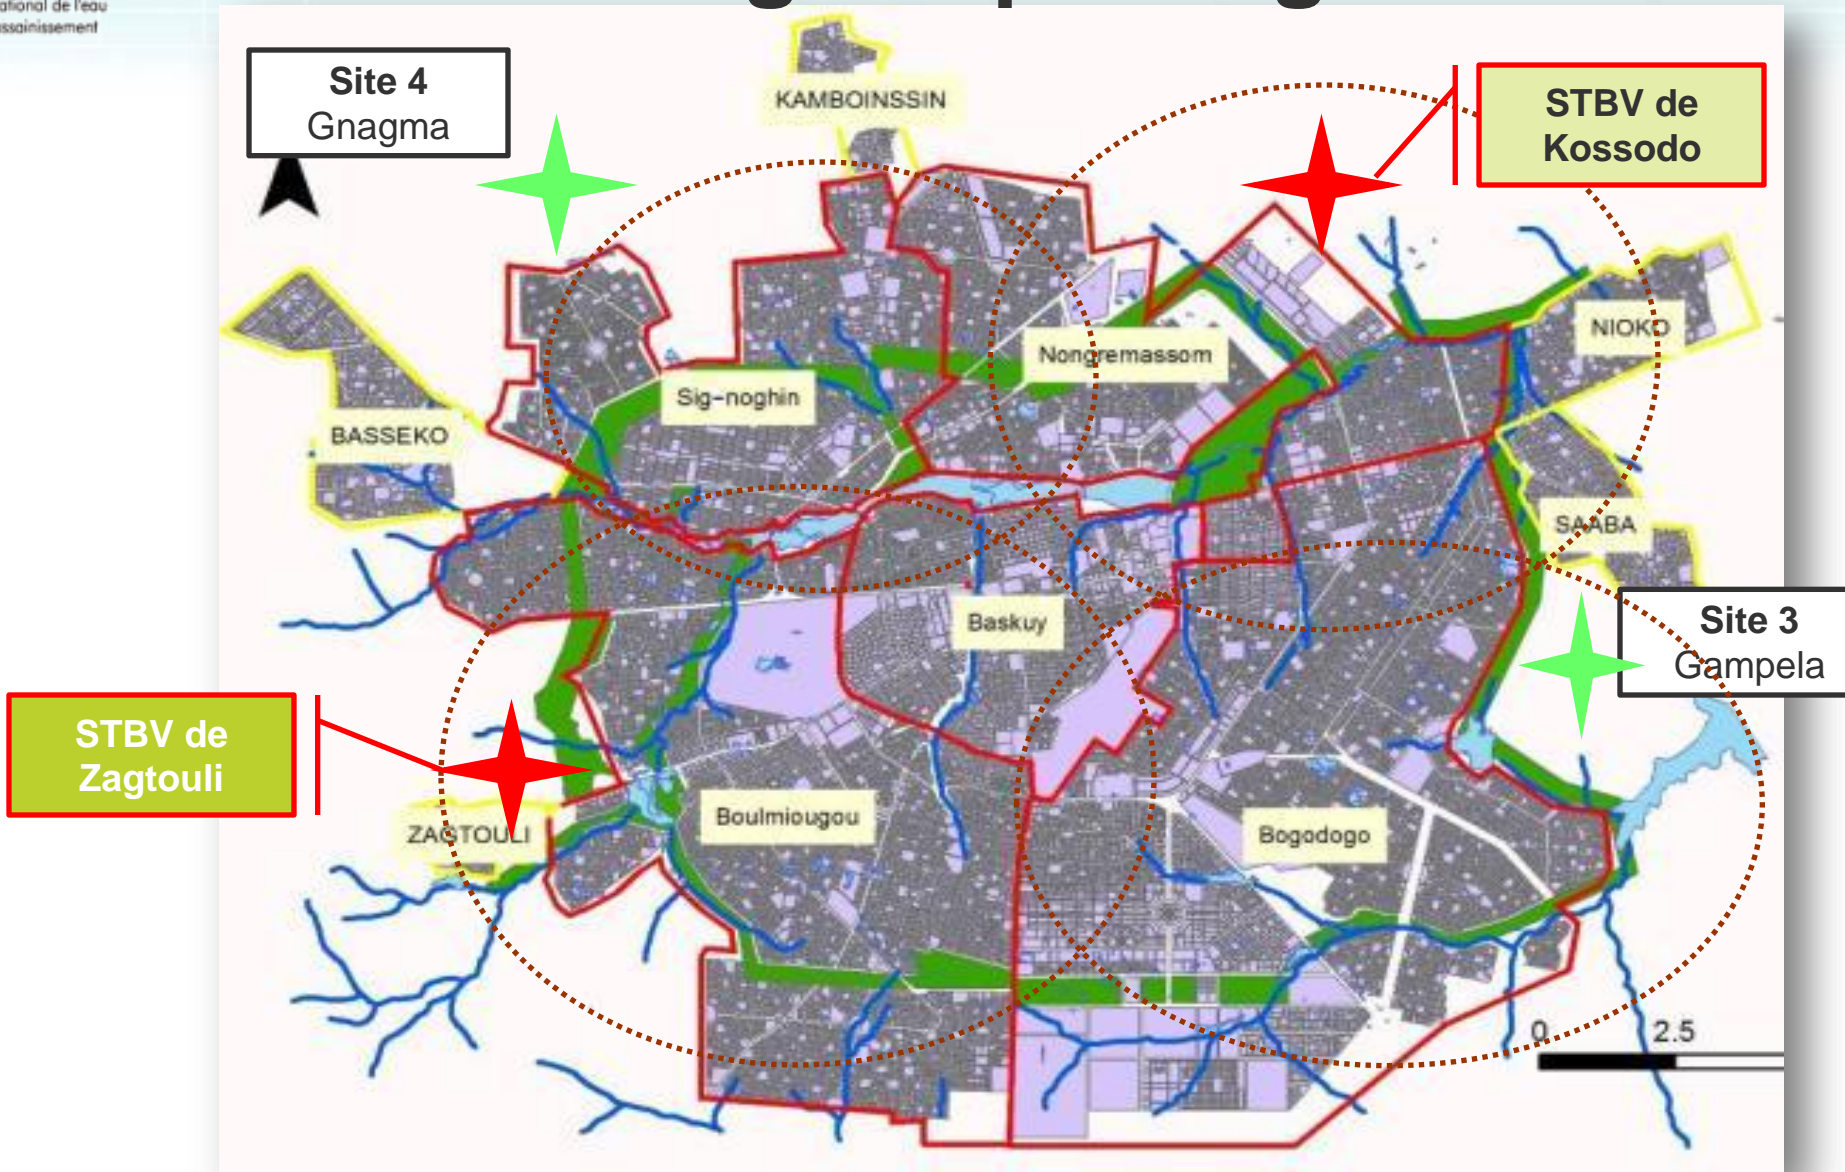 ational de l'eau
ssainissement
Site 4
Gnagma
KAMBOINSSIN
STBV de
Kossodo
NIOKO
Nongremassom
Sig-noghin
BASSEKO
SAABA
Baskuy
Site 3
Gampela
STBV de
Zagtouli
ZAGTOULI
Boulmiougou
Bogodogo
0 2.5